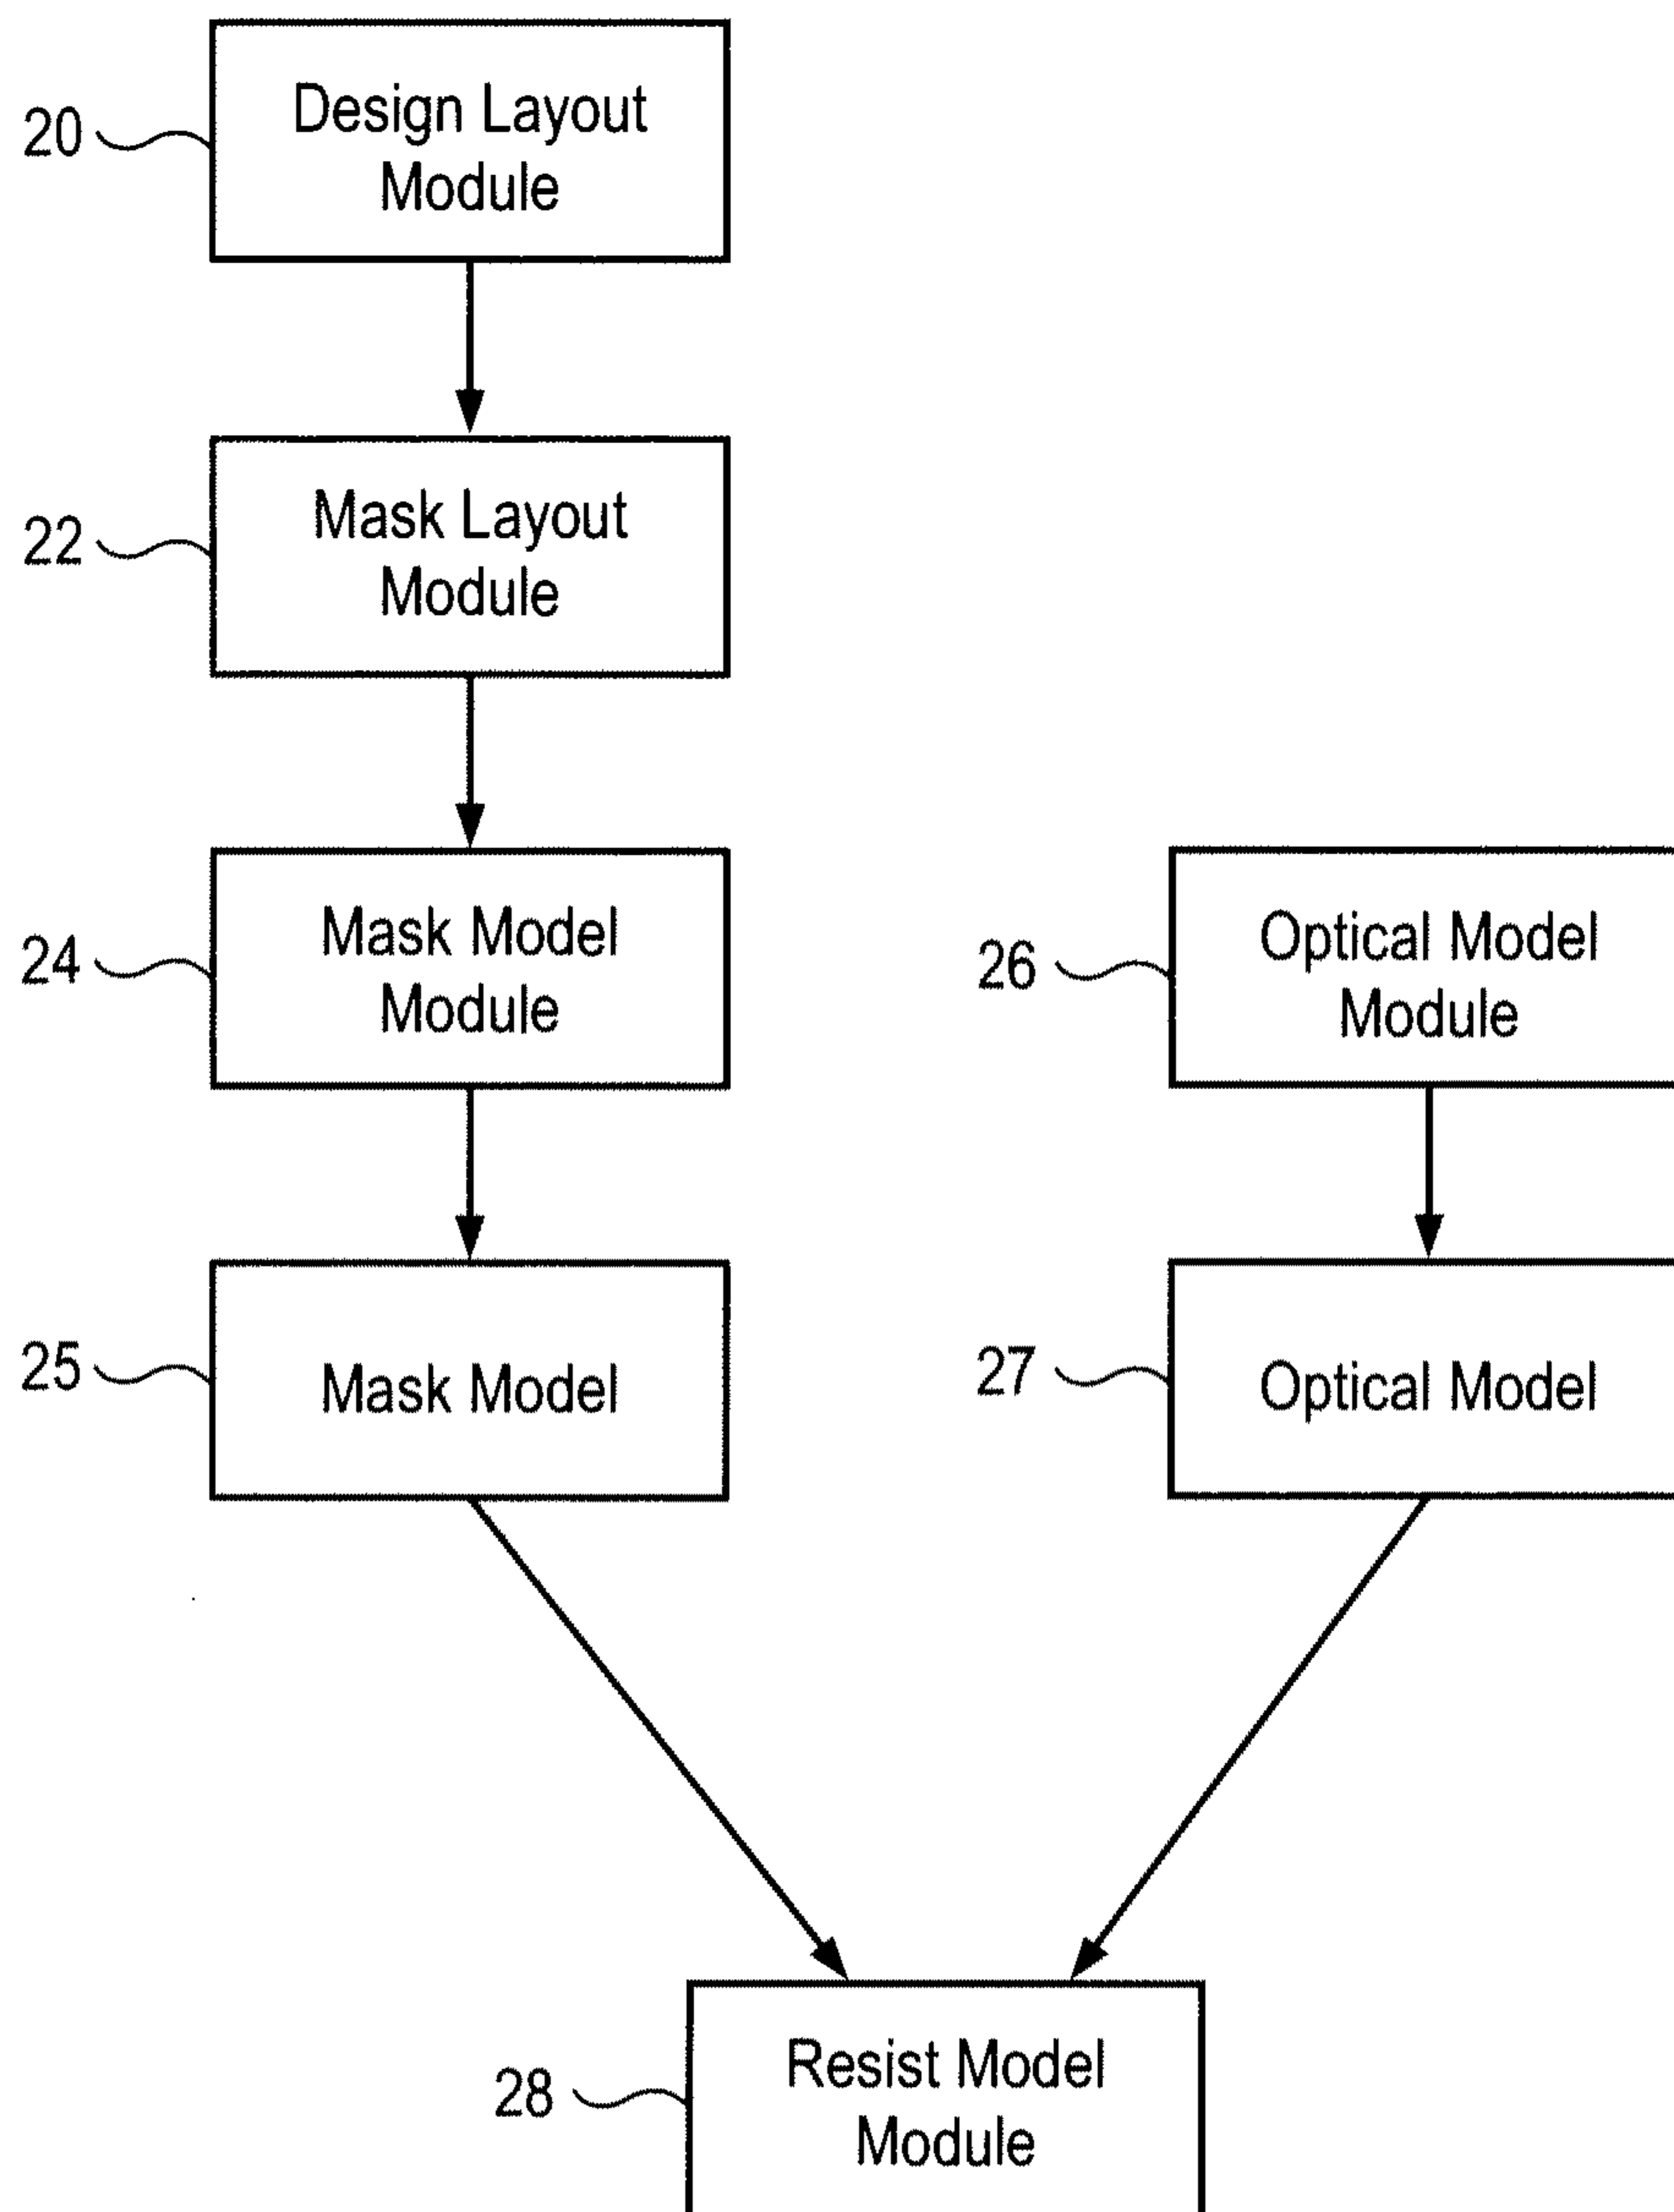 20
Design Layout
Module
22
Mask Layout
Module
24
Mask Model
Module
26
Optical Model
Module
25
Mask Model
27
Optical Model
28
Resist Model
Module